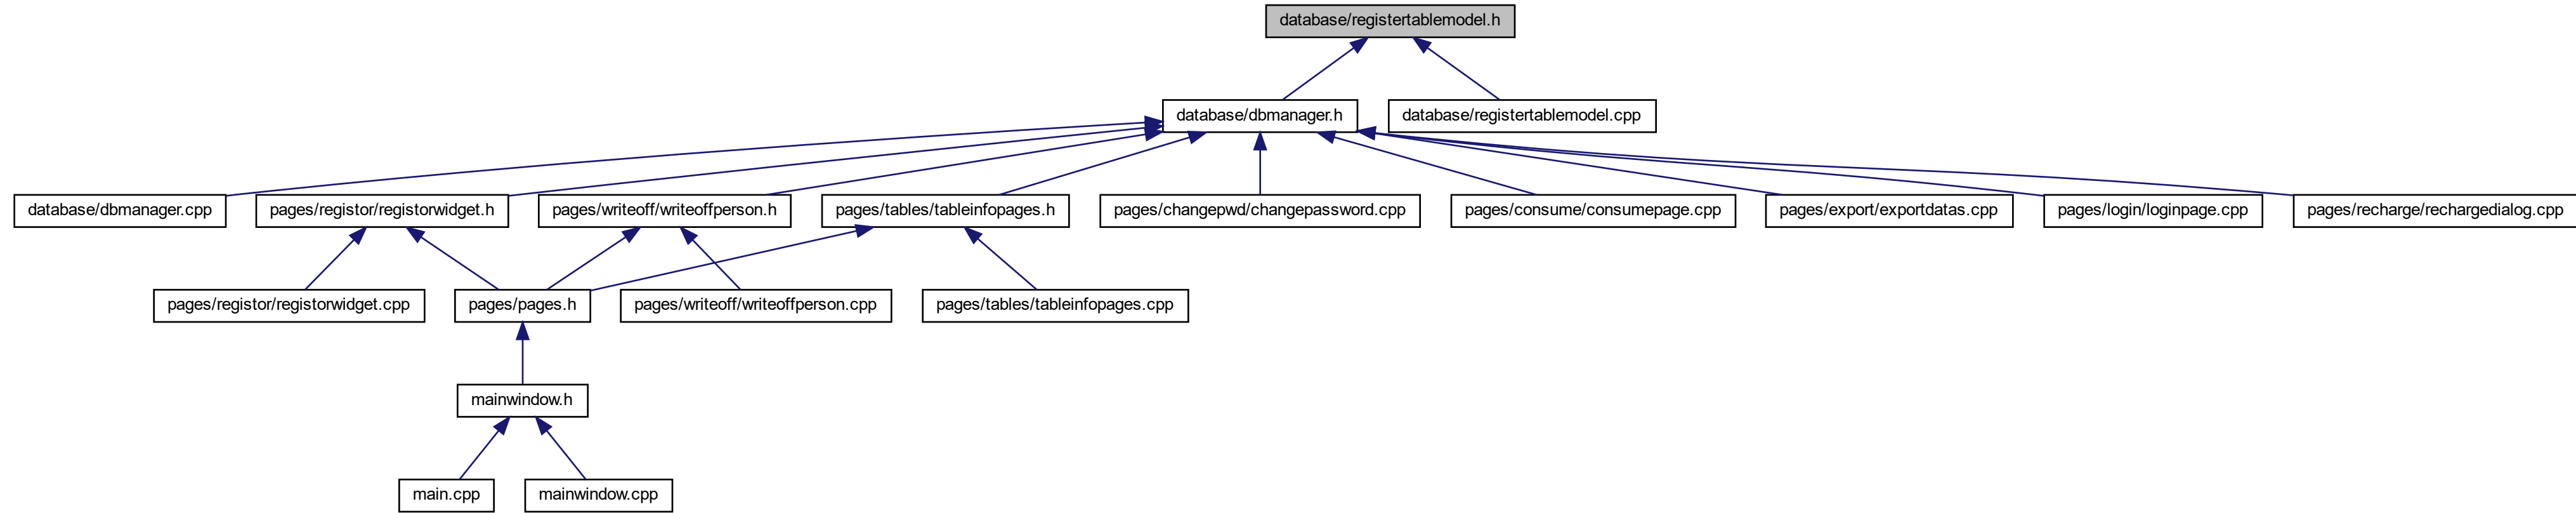 database/registertablemodel.h
database/dbmanager.h
database/registertablemodel.cpp
database/dbmanager.cpp
pages/registor/registorwidget.h
pages/writeoff/writeoffperson.h
pages/tables/tableinfopages.h
pages/changepwd/changepassword.cpp
pages/consume/consumepage.cpp
pages/export/exportdatas.cpp
pages/login/loginpage.cpp
pages/recharge/rechargedialog.cpp
pages/registor/registorwidget.cpp
pages/pages.h
pages/writeoff/writeoffperson.cpp
pages/tables/tableinfopages.cpp
mainwindow.h
main.cpp
mainwindow.cpp